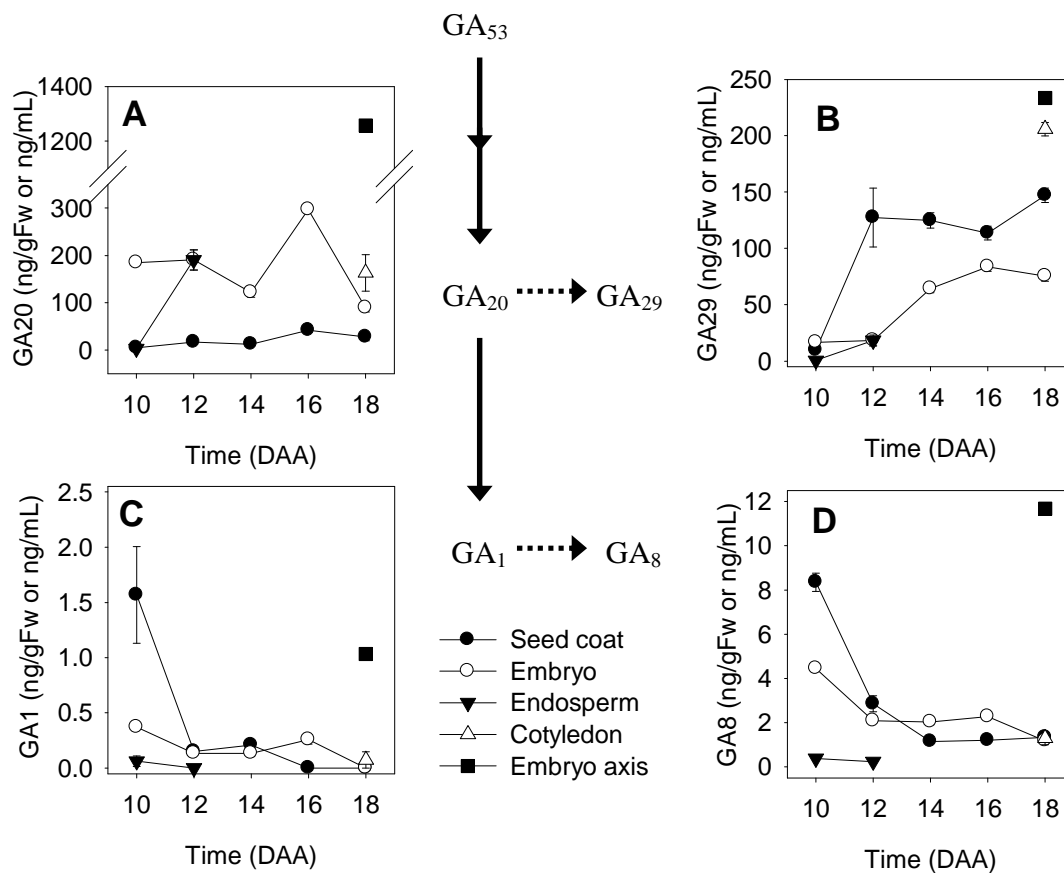 GA53
A
GA20 (ng/gFw or ng/mL)
1400
1200
300
200
100
0
10 12 14 16 18
Time (DAA)
B
GA29 (ng/gFw or ng/mL)
250
200
150
100
50
0
10 12 14 16 18
Time (DAA)
GA20 GA29
C
GA1 (ng/gFw or ng/mL)
2.5
2.0
1.5
1.0
0.5
0.0
10 12 14 16 18
Time (DAA)
GA1 GA8
Seed coat
Embryo
Endosperm
Cotyledon
Embryo axis
D
GA8 (ng/gFw or ng/mL)
12
10
8
6
4
2
0
10 12 14 16 18
Time (DAA)